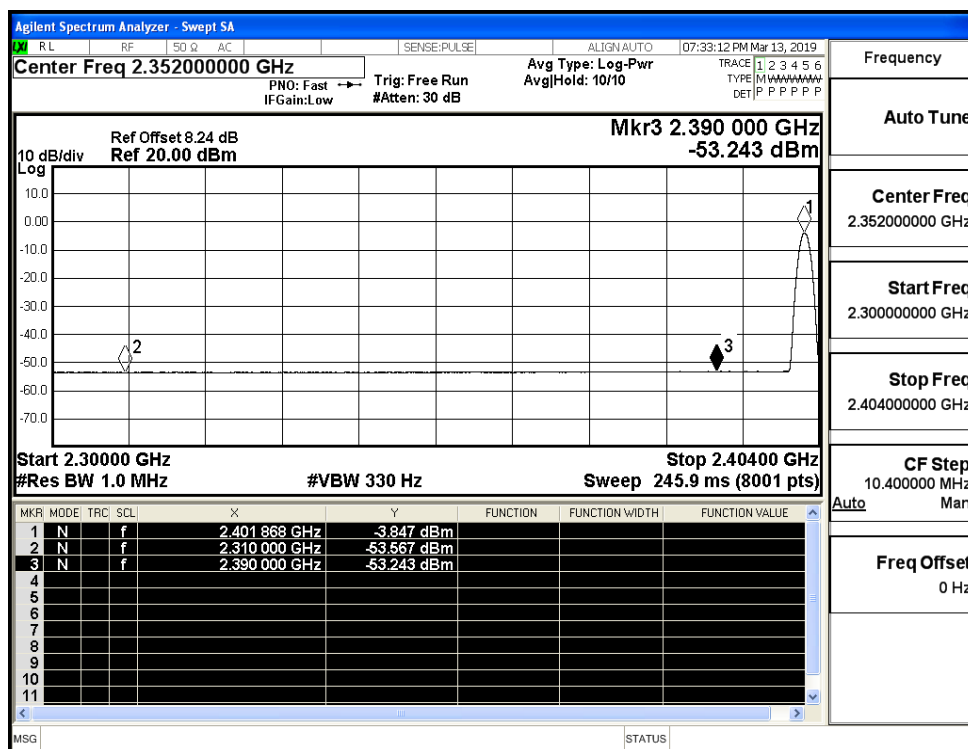 Agilent Spectrum Analyzer - Swept SA
LXI RL RF 50 Ω AC SENSE:PULSE ALIGN AUTO 07:33:12 PM Mar 13, 2019
Center Freq 2.352000000 GHz
PNO: Fast
IFGain:Low
Trig: Free Run
#Atten: 30 dB
Avg Type: Log-Pwr
Avg|Hold: 10/10
TRACE 1 2 3 4 5 6
TYPE M WWWWW
DET P P P P P P
Ref Offset 8.24 dB
10 dB/div Ref 20.00 dBm
Log
Mkr3 2.390 000 GHz
-53.243 dBm
10.0
0.00
-10.0
-20.0
-30.0
-40.0
-50.0
-60.0
-70.0
1
2
3
Start 2.30000 GHz Stop 2.40400 GHz
#Res BW 1.0 MHz #VBW 330 Hz Sweep 245.9 ms (8001 pts)
MKR MODE TRC SCL X Y FUNCTION FUNCTION WIDTH FUNCTION VALUE
1 N f 2.401 868 GHz -3.847 dBm
2 N f 2.310 000 GHz -53.567 dBm
3 N f 2.390 000 GHz -53.243 dBm
4
5
6
7
8
9
10
11
MSG STATUS
Frequency
Auto Tune
Center Freq
2.352000000 GHz
Start Freq
2.300000000 GHz
Stop Freq
2.404000000 GHz
CF Step
10.400000 MHz
Auto Man
Freq Offset
0 Hz